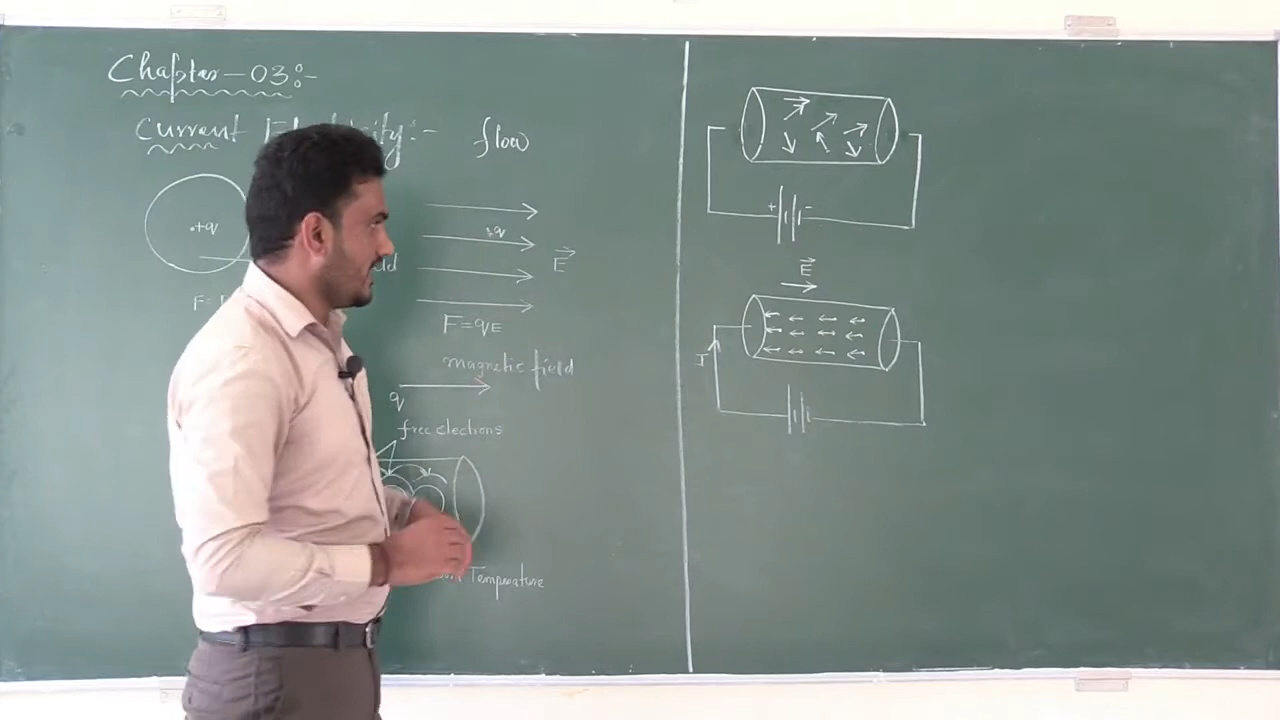 Chapter - 03:-
Current :- flow
+q
+q
E
F=
F=qE
magnetic field
q
free electrons
Temperature
+ -
E
I